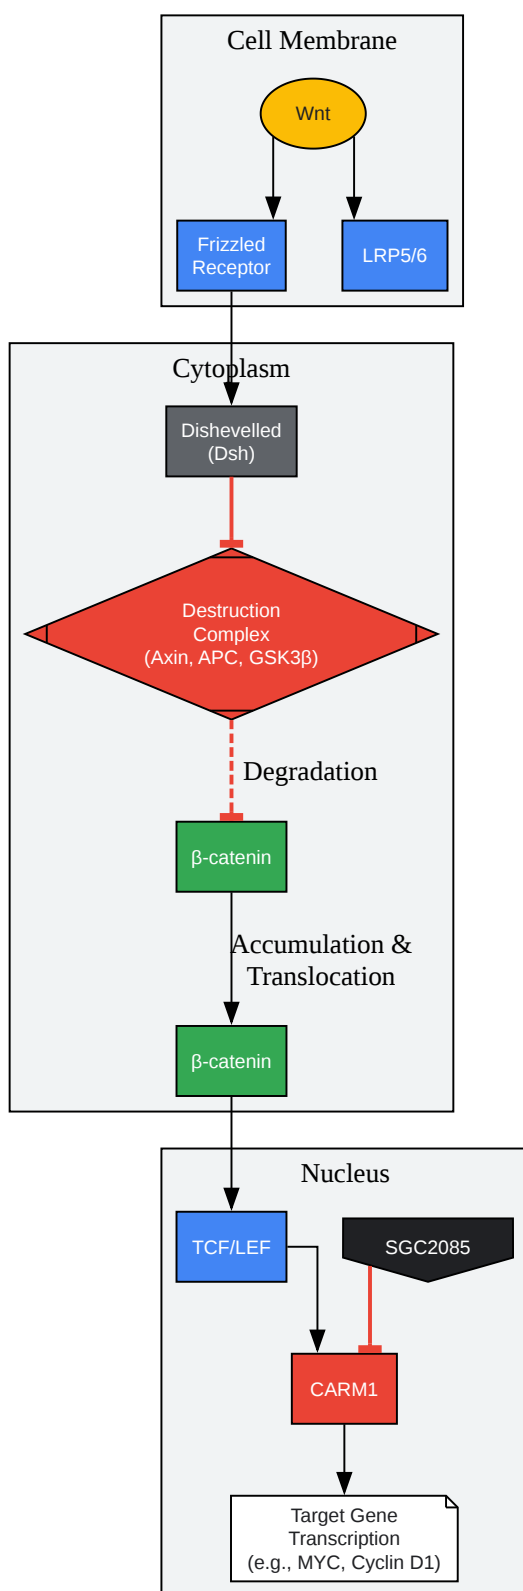 Cell Membrane
Wnt
Frizzled
Receptor
LRP5/6
Cytoplasm
Dishevelled
(Dsh)
Destruction
Complex
(Axin, APC, GSK3β)
Degradation
β-catenin
Accumulation &
Translocation
β-catenin
Nucleus
TCF/LEF
SGC2085
CARM1
Target Gene
Transcription
(e.g., MYC, Cyclin D1)